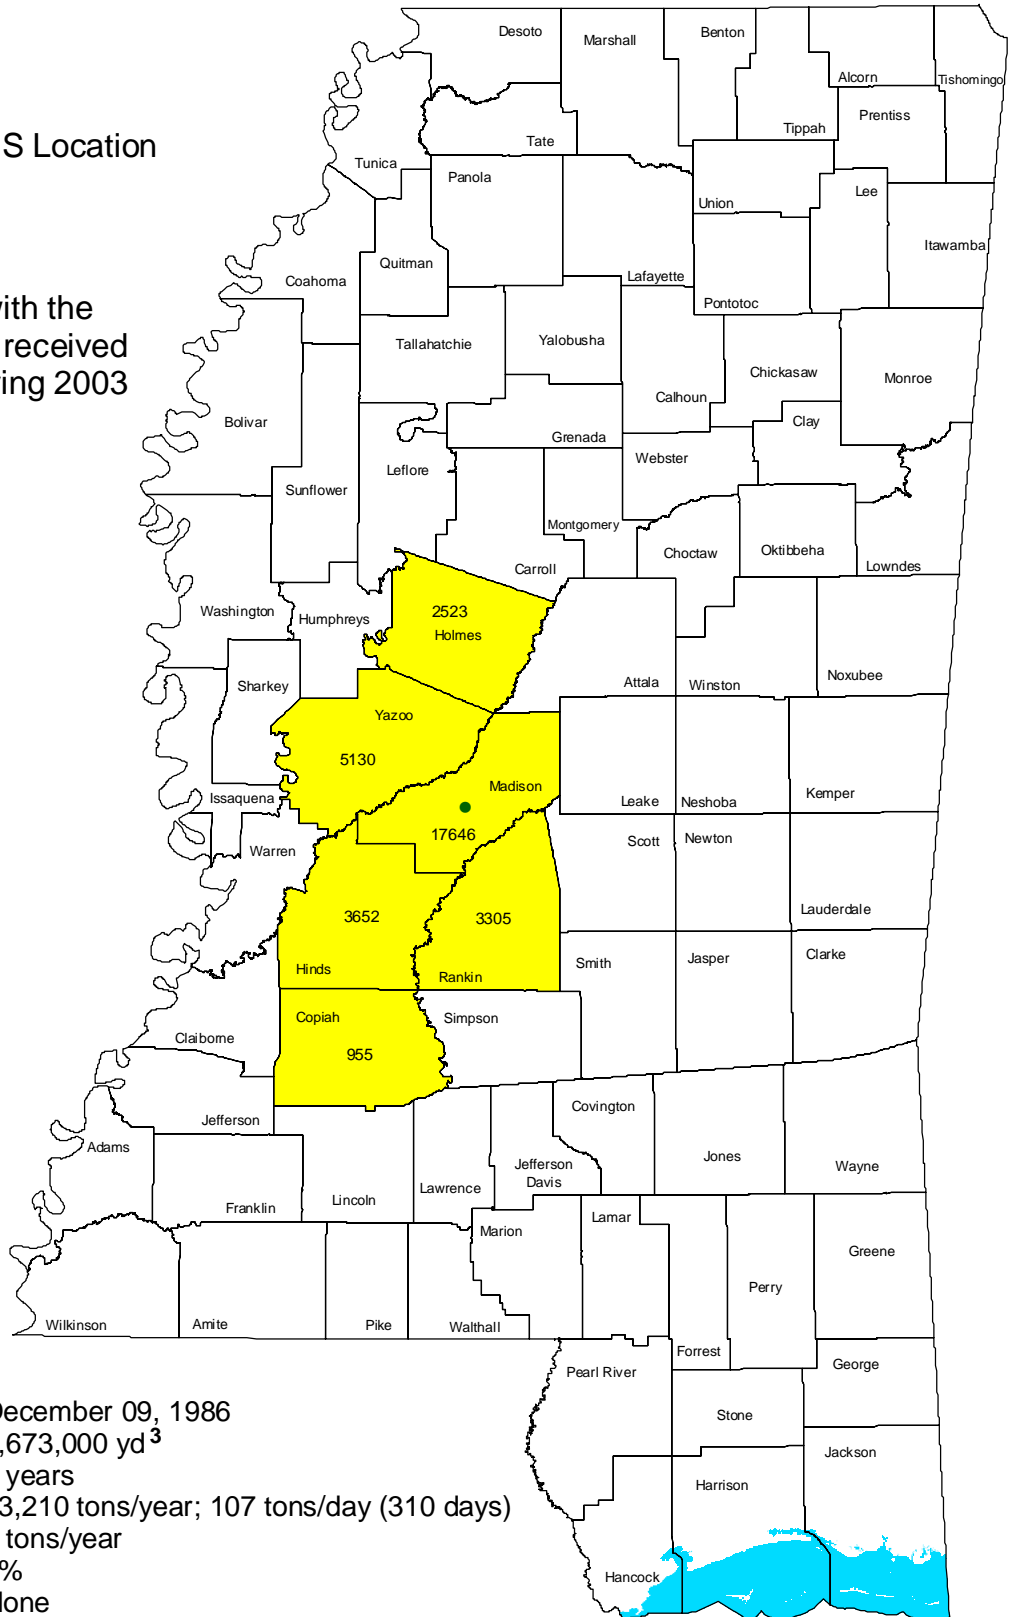 Desoto
Marshall
Benton
Alcorn
Tishomingo
Tippah
Prentiss
S Location
Tate
Tunica
Panola
Union
Lee
Itawamba
Quitman
Coahoma
Lafayette
Pontotoc
with the
received
ring 2003
Tallahatchie
Yalobusha
Chickasaw
Monroe
Calhoun
Bolivar
Clay
Grenada
Webster
Leflore
Sunflower
Montgomery
Choctaw
Oktibbeha
Lowndes
Carroll
Washington
Humphreys
2523
Holmes
Attala
Winston
Noxubee
Sharkey
Yazoo
5130
Madison
17646
Issaquena
Leake
Neshoba
Kemper
Warren
Scott
Newton
3652
3305
Lauderdale
Hinds
Rankin
Smith
Jasper
Clarke
Copiah
955
Simpson
Claiborne
Jefferson
Covington
Adams
Jefferson
Davis
Jones
Wayne
Franklin
Lincoln
Lawrence
Marion
Lamar
Greene
Perry
Wilkinson
Amite
Pike
Walthall
Forrest
George
Pearl River
Stone
Jackson
Harrison
Hancock
December 09, 1986
,673,000 yd³
years
3,210 tons/year; 107 tons/day (310 days)
tons/year
%